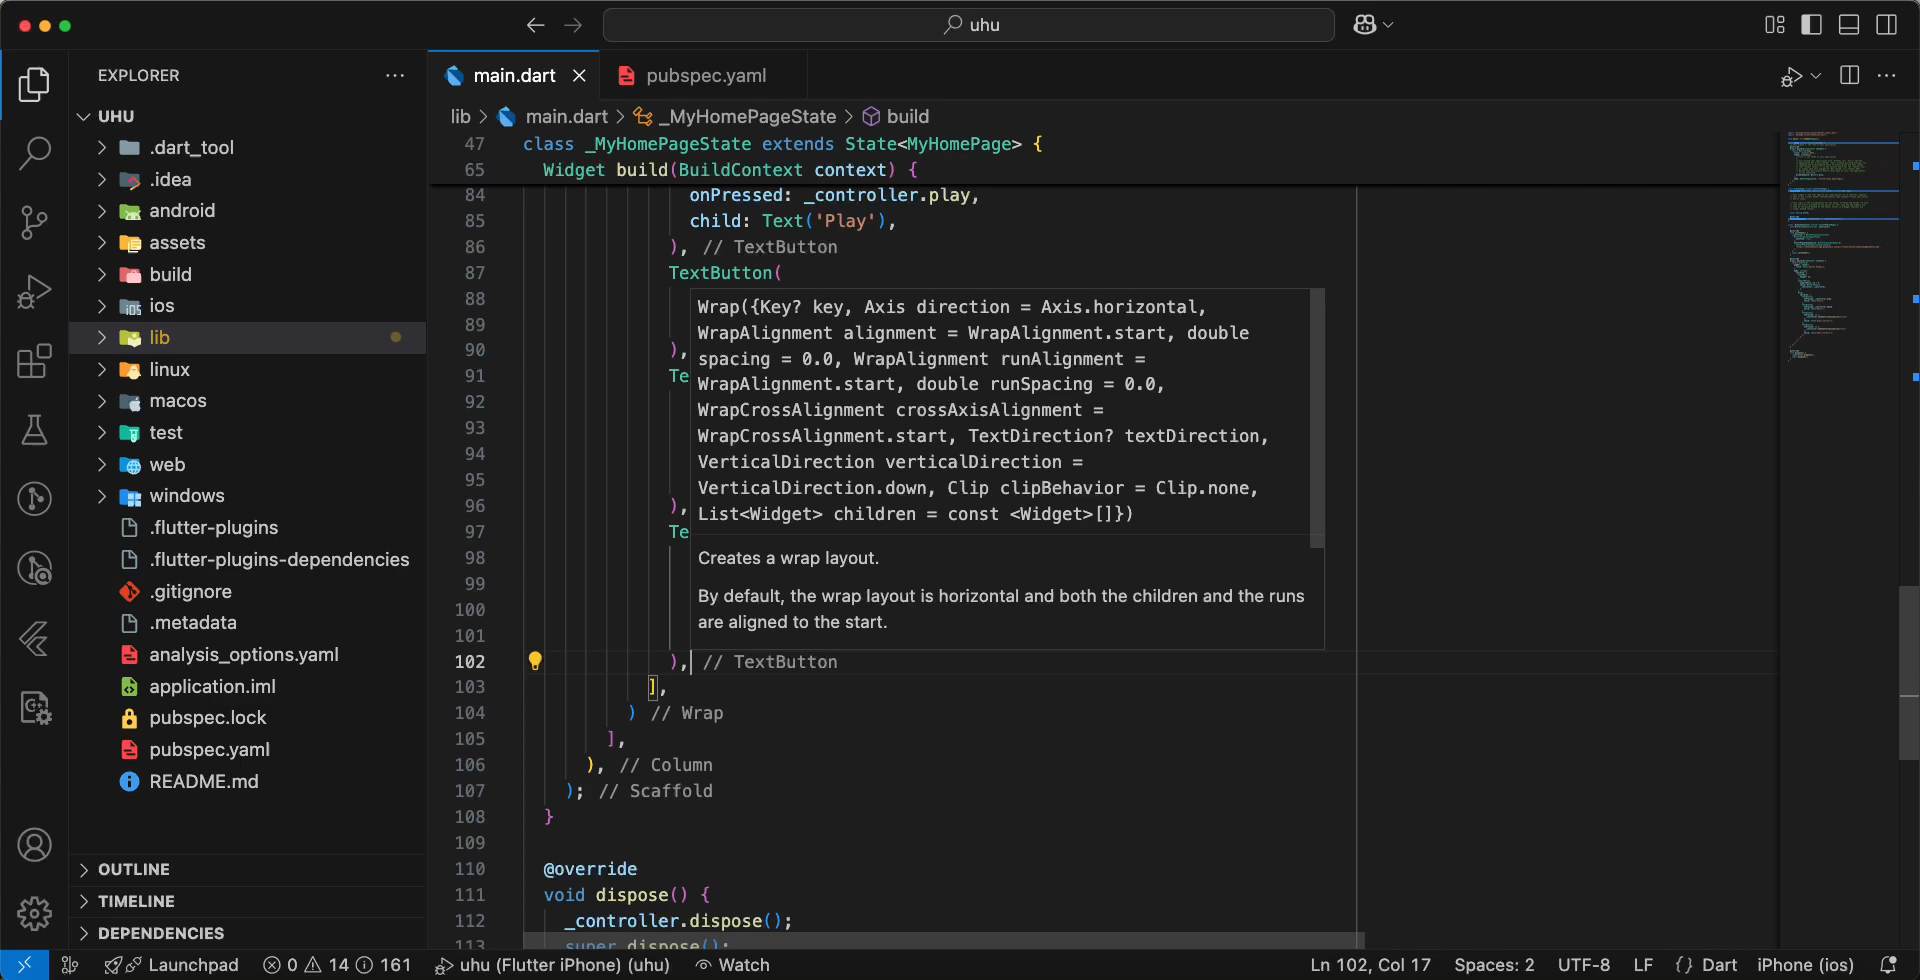 uhu
EXPLORER
UHU
.dart_tool
.idea
android
assets
build
ios
lib
linux
macos
test
web
windows
.flutter-plugins
.flutter-plugins-dependencies
.gitignore
.metadata
analysis_options.yaml
application.iml
pubspec.lock
pubspec.yaml
README.md
OUTLINE
TIMELINE
DEPENDENCIES
main.dart
pubspec.yaml
lib > main.dart > _MyHomePageState > build
47 class _MyHomePageState extends State<MyHomePage> {
65 Widget build(BuildContext context) {
84 onPressed: _controller.play,
85 child: Text('Play'),
86 ), // TextButton
87 TextButton(
88
89
90 ),
91 Te
92
93
94
95
96 ),
97 Te
98
99
100
101
102 ), // TextButton
103 ],
104 ) // Wrap
105 ],
106 ), // Column
107 ); // Scaffold
108 }
109
110 @override
111 void dispose() {
112 _controller.dispose();
113 super.dispose();
Wrap({Key? key, Axis direction = Axis.horizontal,
WrapAlignment alignment = WrapAlignment.start, double
spacing = 0.0, WrapAlignment runAlignment =
WrapAlignment.start, double runSpacing = 0.0,
WrapCrossAlignment crossAxisAlignment =
WrapCrossAlignment.start, TextDirection? textDirection,
VerticalDirection verticalDirection =
VerticalDirection.down, Clip clipBehavior = Clip.none,
List<Widget> children = const <Widget>[]})
Creates a wrap layout.
By default, the wrap layout is horizontal and both the children and the runs
are aligned to the start.
Launchpad 0 14 161 uhu (Flutter iPhone) (uhu) Watch Ln 102, Col 17 Spaces: 2 UTF-8 LF {} Dart iPhone (ios)